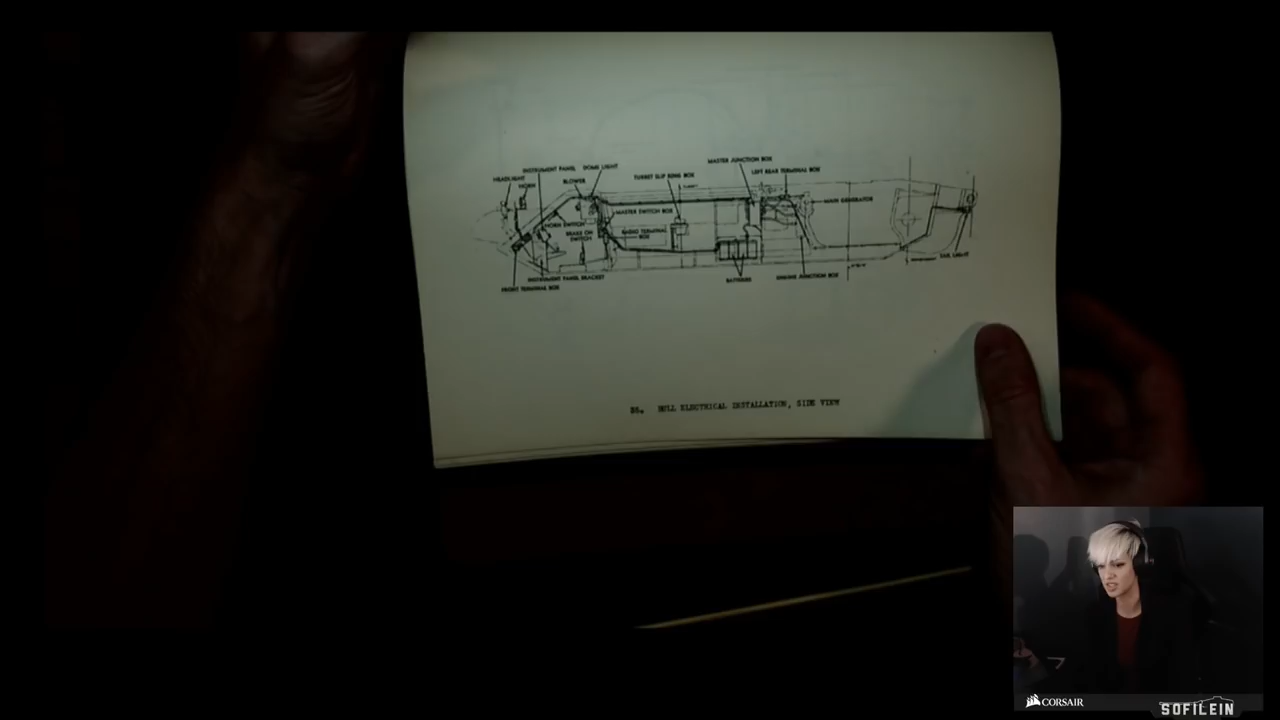 MASTER JUNCTION BOX
INSTRUMENT PANEL DOME LIGHT
LEFT REAR TERMINAL BOX
HEADLIGHT
HORN
BLOWER
TURRET SLIP RING BOX
MAIN GENERATOR
MASTER SWITCH BOX
HORN SWITCH
BRAKE ON
SWITCH
RADIO TERMINAL
BOX
TAIL LIGHT
INSTRUMENT PANEL BRACKET
BATTERIES
ENGINE JUNCTION BOX
FRONT TERMINAL BOX
HULL ELECTRICAL INSTALLATION, SIDE VIEW
CORSAIR
SOFILEIN